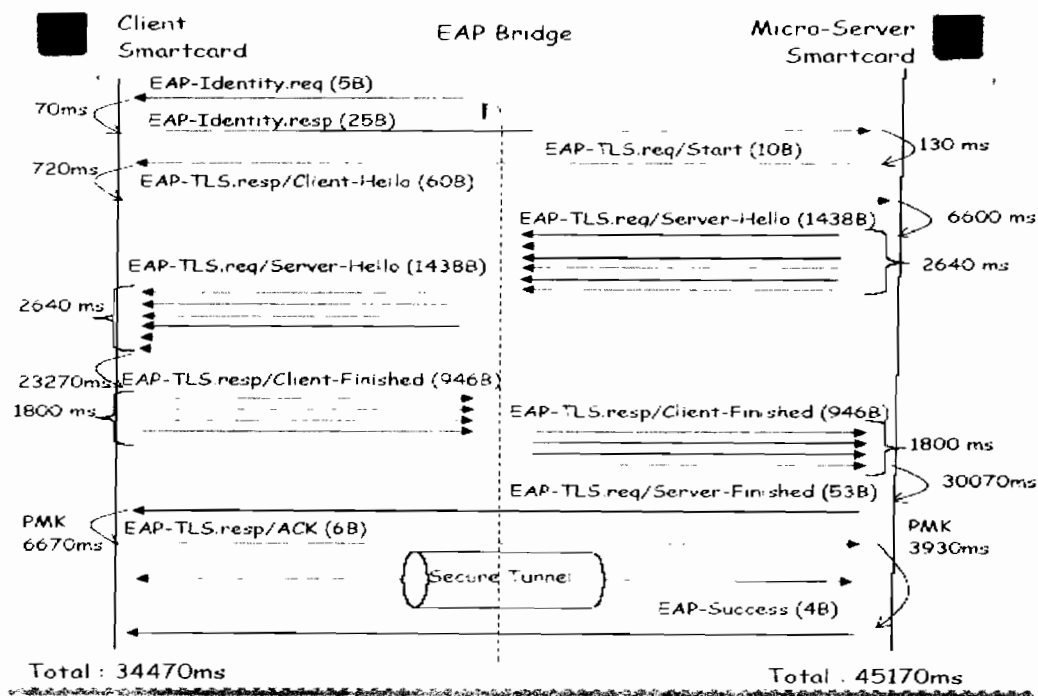 Client
Smartcard
EAP Bridge
Micro-Server
Smartcard
EAP-Identity.req (5B)
70ms
EAP-Identity.resp (25B)
EAP-TLS.req/Start (10B)
130 ms
720ms
EAP-TLS.resp/Client-Hello (60B)
EAP-TLS.req/Server-Hello (1438B)
6600 ms
EAP-TLS.req/Server-Hello (1438B)
2640 ms
2640 ms
23270ms
EAP-TLS.resp/Client-Finished (946B)
1800 ms
EAP-TLS.resp/Client-Finished (946B)
1800 ms
30070ms
EAP-TLS.req/Server-Finished (53B)
PMK
6670ms
EAP-TLS.resp/ACK (6B)
PMK
3930ms
Secure Tunnel
EAP-Success (4B)
Total : 34470ms
Total . 45170ms